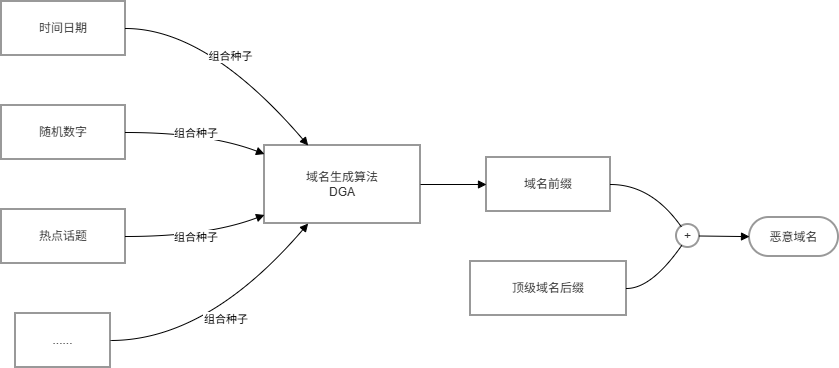 时间日期
组合种子
随机数字
组合种子
域名生成算法
DGA
域名前缀
热点话题
组合种子
+
恶意域名
顶级域名后缀
组合种子
......